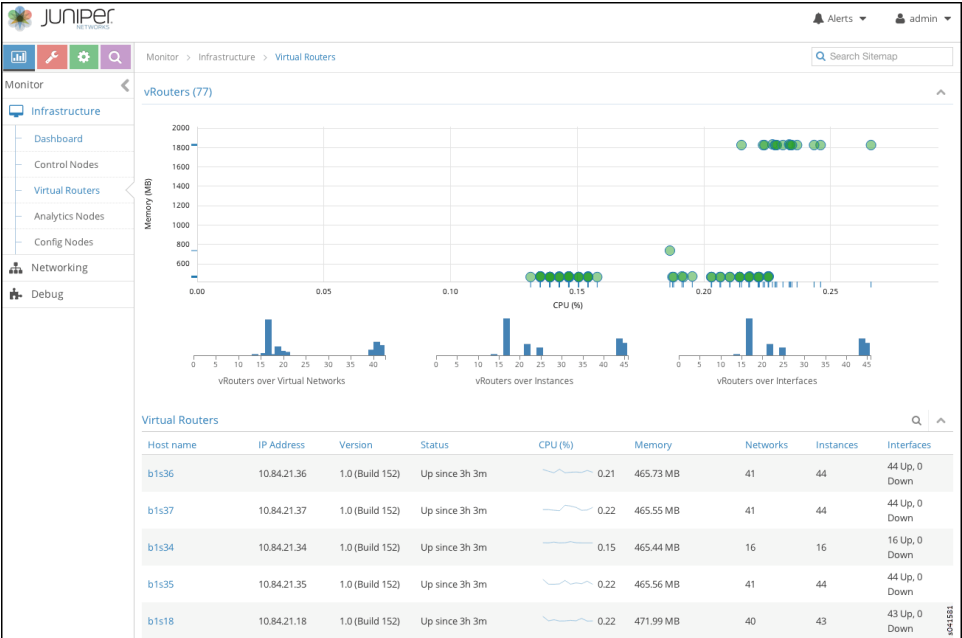 JUNIPER
NETWORKS
Alerts
admin
Monitor > Infrastructure > Virtual Routers
Search Sitemap
Monitor
Infrastructure
Dashboard
Control Nodes
Virtual Routers
Analytics Nodes
Config Nodes
Networking
Debug
vRouters (77)
Memory (MB)
2000
1800
1600
1400
1200
1000
800
600
0.00 0.05 0.10 0.15 0.20 0.25
CPU (%)
0 5 10 15 20 25 30 35 40
vRouters over Virtual Networks
0 5 10 15 20 25 30 35 40 45
vRouters over Instances
0 5 10 15 20 25 30 35 40 45
vRouters over Interfaces
Virtual Routers
Host name IP Address Version Status CPU (%) Memory Networks Instances Interfaces
b1s36 10.84.21.36 1.0 (Build 152) Up since 3h 3m 0.21 465.73 MB 41 44 44 Up, 0
Down
b1s37 10.84.21.37 1.0 (Build 152) Up since 3h 3m 0.22 465.55 MB 41 44 44 Up, 0
Down
b1s34 10.84.21.34 1.0 (Build 152) Up since 3h 3m 0.15 465.44 MB 16 16 16 Up, 0
Down
b1s35 10.84.21.35 1.0 (Build 152) Up since 3h 3m 0.22 465.56 MB 41 44 44 Up, 0
Down
b1s18 10.84.21.18 1.0 (Build 152) Up since 3h 3m 0.22 471.99 MB 40 43 43 Up, 0
Down
s041581